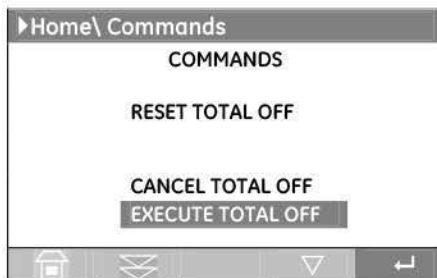 Home\ Commands
COMMANDS
RESET TOTAL OFF
CANCEL TOTAL OFF
EXECUTE TOTAL OFF